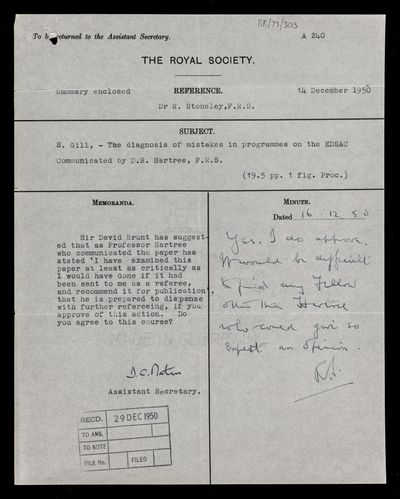 RR/73/303
To be returned to the Assistant Secretary.
A 240
THE ROYAL SOCIETY.
Summary enclosed
REFERENCE.
14 December 1950
Dr R. Stoneley,F.R.S.
SUBJECT.
S. Gill, - The diagnosis of mistakes in programmes on the EDSAC
Communicated by D.R. Hartree, F.R.S.
(19.5 pp. 1 fig. Proc.)
MEMORANDA.
Sir David Brunt has suggest-
ed that as Professor Hartree
who communicated the paper has
stated 'I have examined this
paper at least as critically as
I would have done if it had
been sent to me as a referee,
and recommend it for publication',
that he is prepared to dispense
with further refereeing, if you
approve of this action. Do
you agree to this course?
D.C. Martin
Assistant Secretary.
RECD. 29 DEC 1950
TO ANS.
TO NOTE
FILE No. FILED
MINUTE.
Dated 16.12.50
Yes, I do approve.
It would be difficult
to find any Fellow
other than Hartree
who could give so
expert an opinion.
R.S.